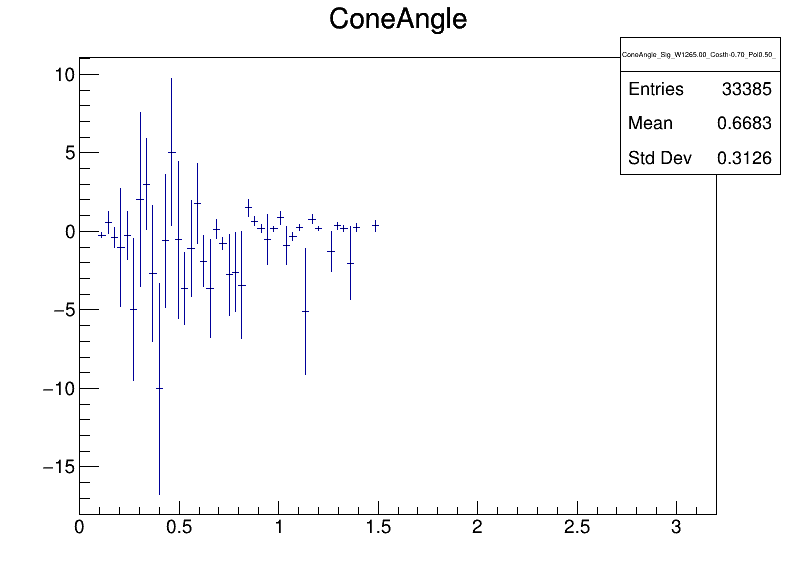 ConeAngle
ConeAngle_Sig_W1265.00_Costh-0.70_Pol0.50_
Entries 33385
Mean 0.6683
Std Dev 0.3126
10
5
0
−5
−10
−15
0 0.5 1 1.5 2 2.5 3